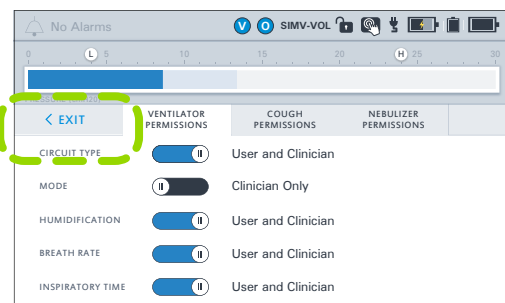 No Alarms
V O SIMV-VOL
0 L 5 10 15 20 H 25 30
EXIT
VENTILATOR PERMISSIONS
COUGH PERMISSIONS
NEBULIZER PERMISSIONS
CIRCUIT TYPE User and Clinician
MODE Clinician Only
HUMIDIFICATION User and Clinician
BREATH RATE User and Clinician
INSPIRATORY TIME User and Clinician